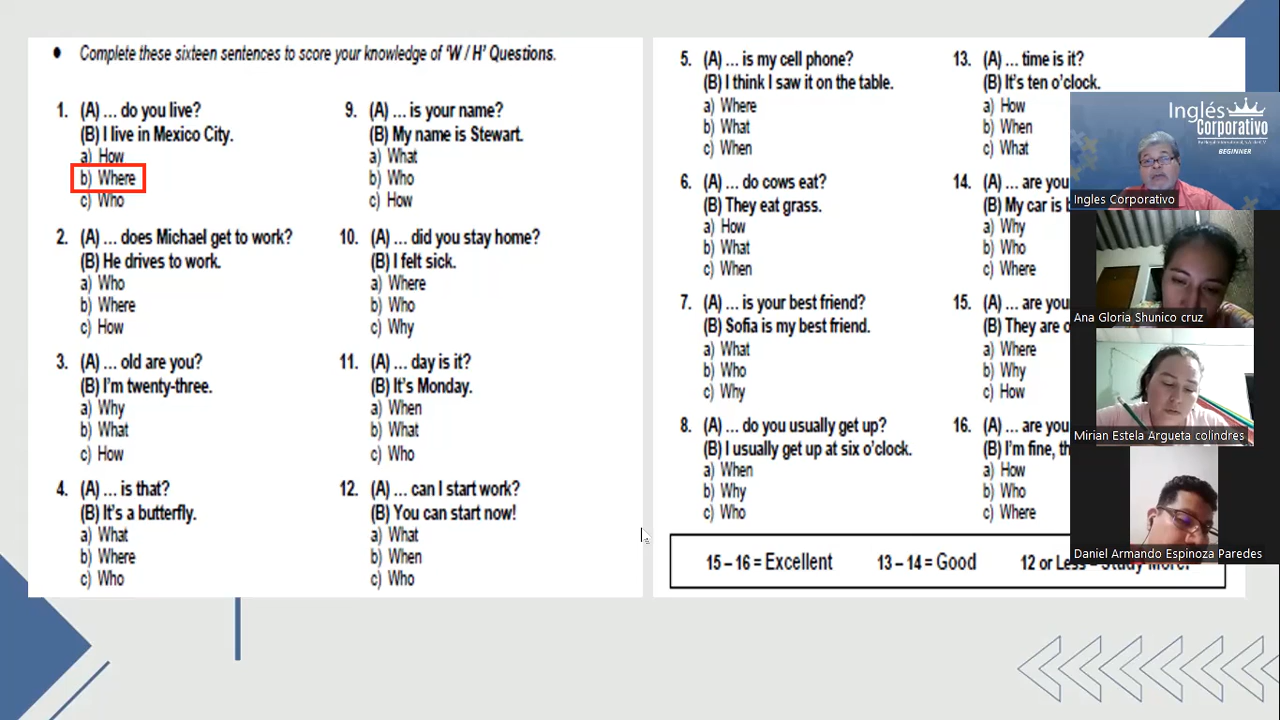 • Complete these sixteen sentences to score your knowledge of 'W / H' Questions.
1. (A) ... do you live?
(B) I live in Mexico City.
a) How
b) Where
c) Who
2. (A) ... does Michael get to work?
(B) He drives to work.
a) Who
b) Where
c) How
3. (A) ... old are you?
(B) I'm twenty-three.
a) Why
b) What
c) How
4. (A) ... is that?
(B) It's a butterfly.
a) What
b) Where
c) Who
9. (A) ... is your name?
(B) My name is Stewart.
a) What
b) Who
c) How
10. (A) ... did you stay home?
(B) I felt sick.
a) Where
b) Who
c) Why
11. (A) ... day is it?
(B) It's Monday.
a) When
b) What
c) Who
12. (A) ... can I start work?
(B) You can start now!
a) What
b) When
c) Who
5. (A) ... is my cell phone?
(B) I think I saw it on the table.
a) Where
b) What
c) When
6. (A) ... do cows eat?
(B) They eat grass.
a) How
b) What
c) When
7. (A) ... is your best friend?
(B) Sofia is my best friend.
a) What
b) Who
c) Why
8. (A) ... do you usually get up?
(B) I usually get up at six o'clock.
a) When
b) Why
c) Who
13. (A) ... time is it?
(B) It's ten o'clock.
a) How
b) When
c) What
14. (A) ... are you
(B) My car is
a) Why
b) Who
c) Where
15. (A) ... are you
(B) They are
a) Where
b) Why
c) How
16. (A) ... are you
(B) I'm fine,
a) How
b) Who
c) Where
15 – 16 = Excellent 13 – 14 = Good 12 or Less = Study More!
Inglés
Corporativo
BEGINNER
Ingles Corporativo
Ana Gloria Shunico cruz
Mirian Estela Argueta colindres
Daniel Armando Espinoza Paredes